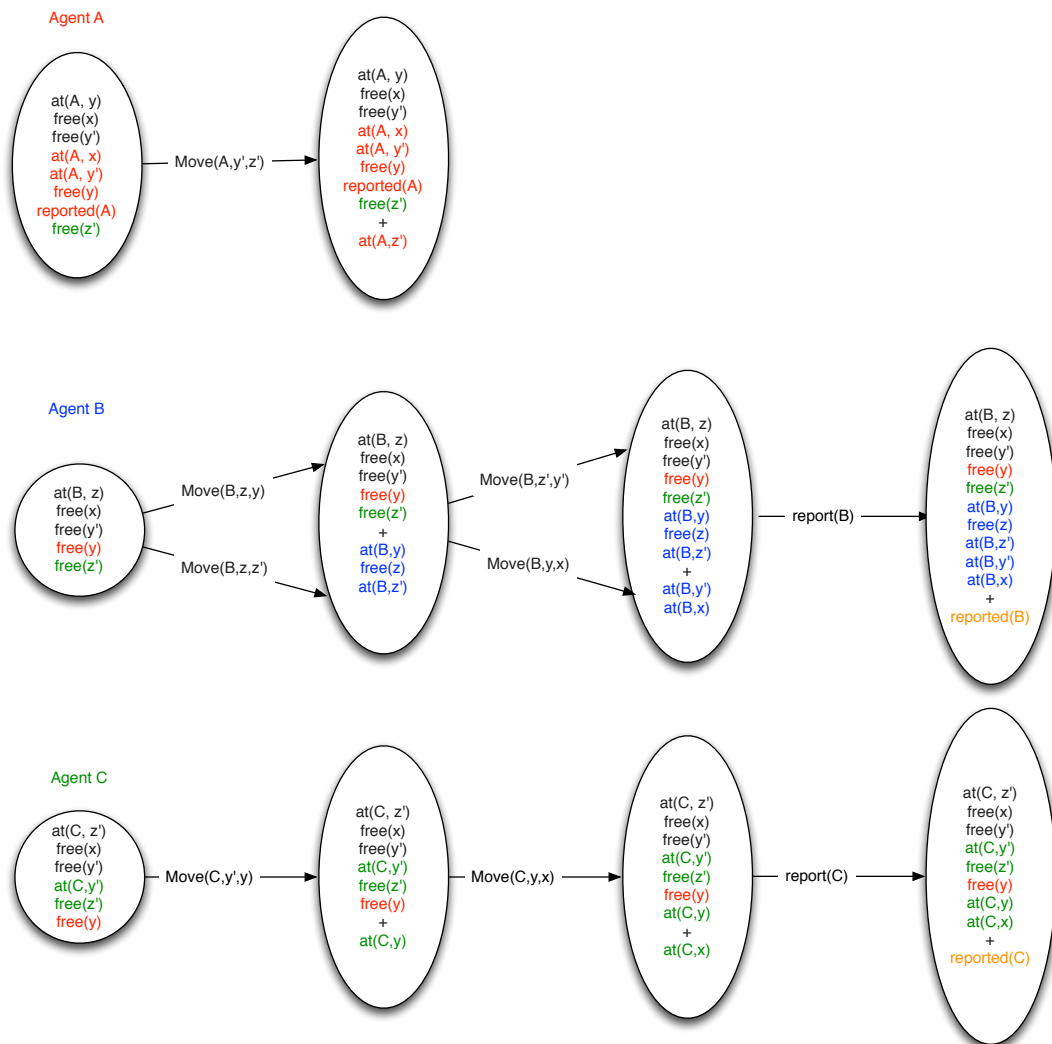 Agent A
at(A, y)
free(x)
free(y')
at(A, x)
at(A, y')
free(y)
reported(A)
free(z')
Move(A,y',z')
at(A, y)
free(x)
free(y')
at(A, x)
at(A, y')
free(y)
reported(A)
free(z')
+
at(A,z')
Agent B
at(B, z)
free(x)
free(y')
free(y)
free(z')
Move(B,z,y)
Move(B,z,z')
at(B, z)
free(x)
free(y')
free(y)
free(z')
+
at(B,y)
free(z)
at(B,z')
Move(B,z',y')
Move(B,y,x)
at(B, z)
free(x)
free(y')
free(y)
free(z')
at(B,y)
free(z)
at(B,z')
+
at(B,y')
at(B,x)
report(B)
at(B, z)
free(x)
free(y')
free(y)
free(z')
at(B,y)
free(z)
at(B,z')
at(B,y')
at(B,x)
+
reported(B)
Agent C
at(C, z')
free(x)
free(y')
at(C,y')
free(z')
free(y)
Move(C,y',y)
at(C, z')
free(x)
free(y')
at(C,y')
free(z')
free(y)
+
at(C,y)
Move(C,y,x)
at(C, z')
free(x)
free(y')
at(C,y')
free(z')
free(y)
at(C,y)
+
at(C,x)
report(C)
at(C, z')
free(x)
free(y')
at(C,y')
free(z')
free(y)
at(C,y)
at(C,x)
+
reported(C)